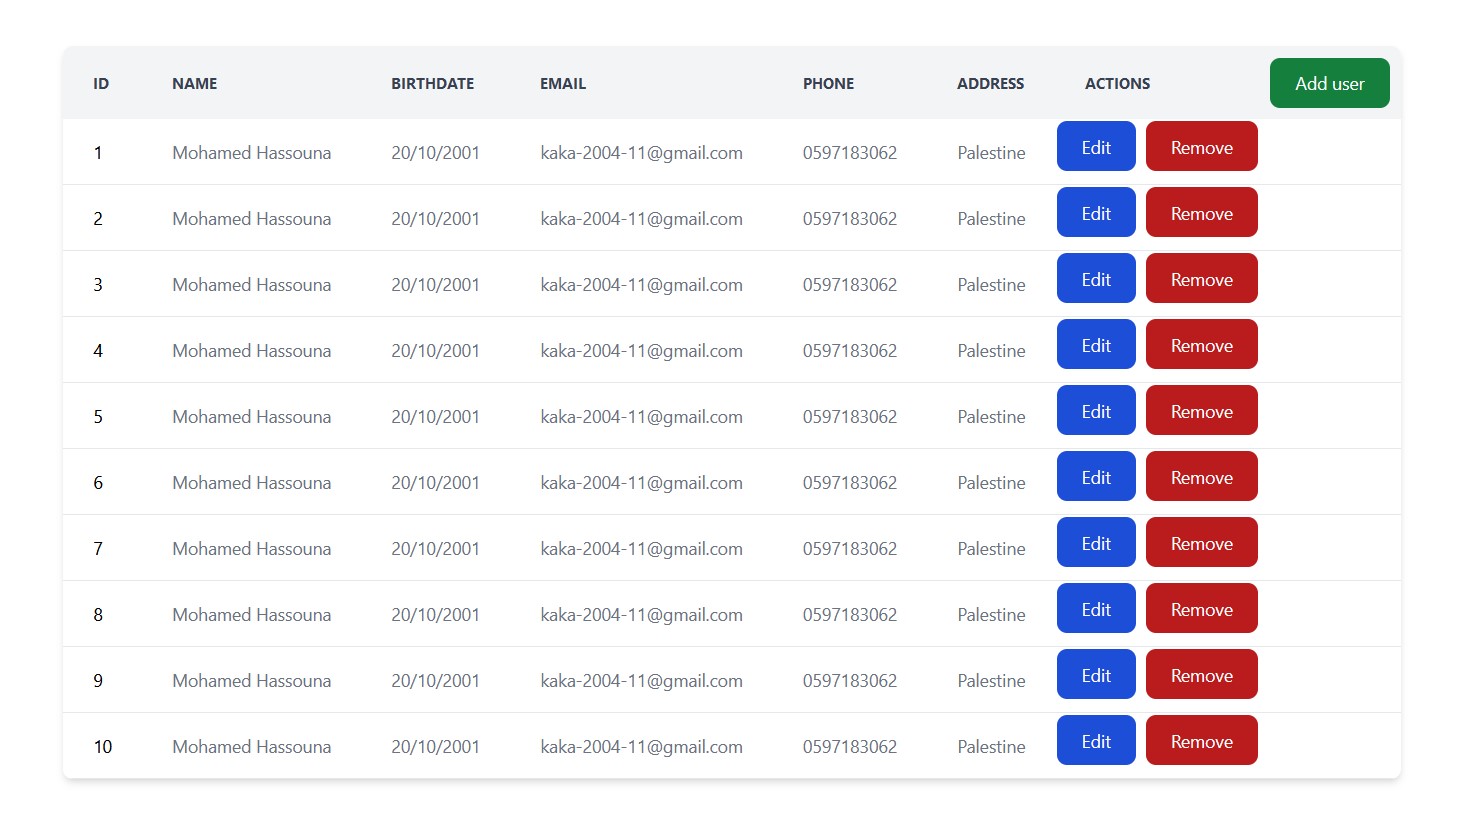 ID NAME BIRTHDATE EMAIL PHONE ADDRESS ACTIONS Add user
1 Mohamed Hassouna 20/10/2001 kaka-2004-11@gmail.com 0597183062 Palestine Edit Remove
2 Mohamed Hassouna 20/10/2001 kaka-2004-11@gmail.com 0597183062 Palestine Edit Remove
3 Mohamed Hassouna 20/10/2001 kaka-2004-11@gmail.com 0597183062 Palestine Edit Remove
4 Mohamed Hassouna 20/10/2001 kaka-2004-11@gmail.com 0597183062 Palestine Edit Remove
5 Mohamed Hassouna 20/10/2001 kaka-2004-11@gmail.com 0597183062 Palestine Edit Remove
6 Mohamed Hassouna 20/10/2001 kaka-2004-11@gmail.com 0597183062 Palestine Edit Remove
7 Mohamed Hassouna 20/10/2001 kaka-2004-11@gmail.com 0597183062 Palestine Edit Remove
8 Mohamed Hassouna 20/10/2001 kaka-2004-11@gmail.com 0597183062 Palestine Edit Remove
9 Mohamed Hassouna 20/10/2001 kaka-2004-11@gmail.com 0597183062 Palestine Edit Remove
10 Mohamed Hassouna 20/10/2001 kaka-2004-11@gmail.com 0597183062 Palestine Edit Remove